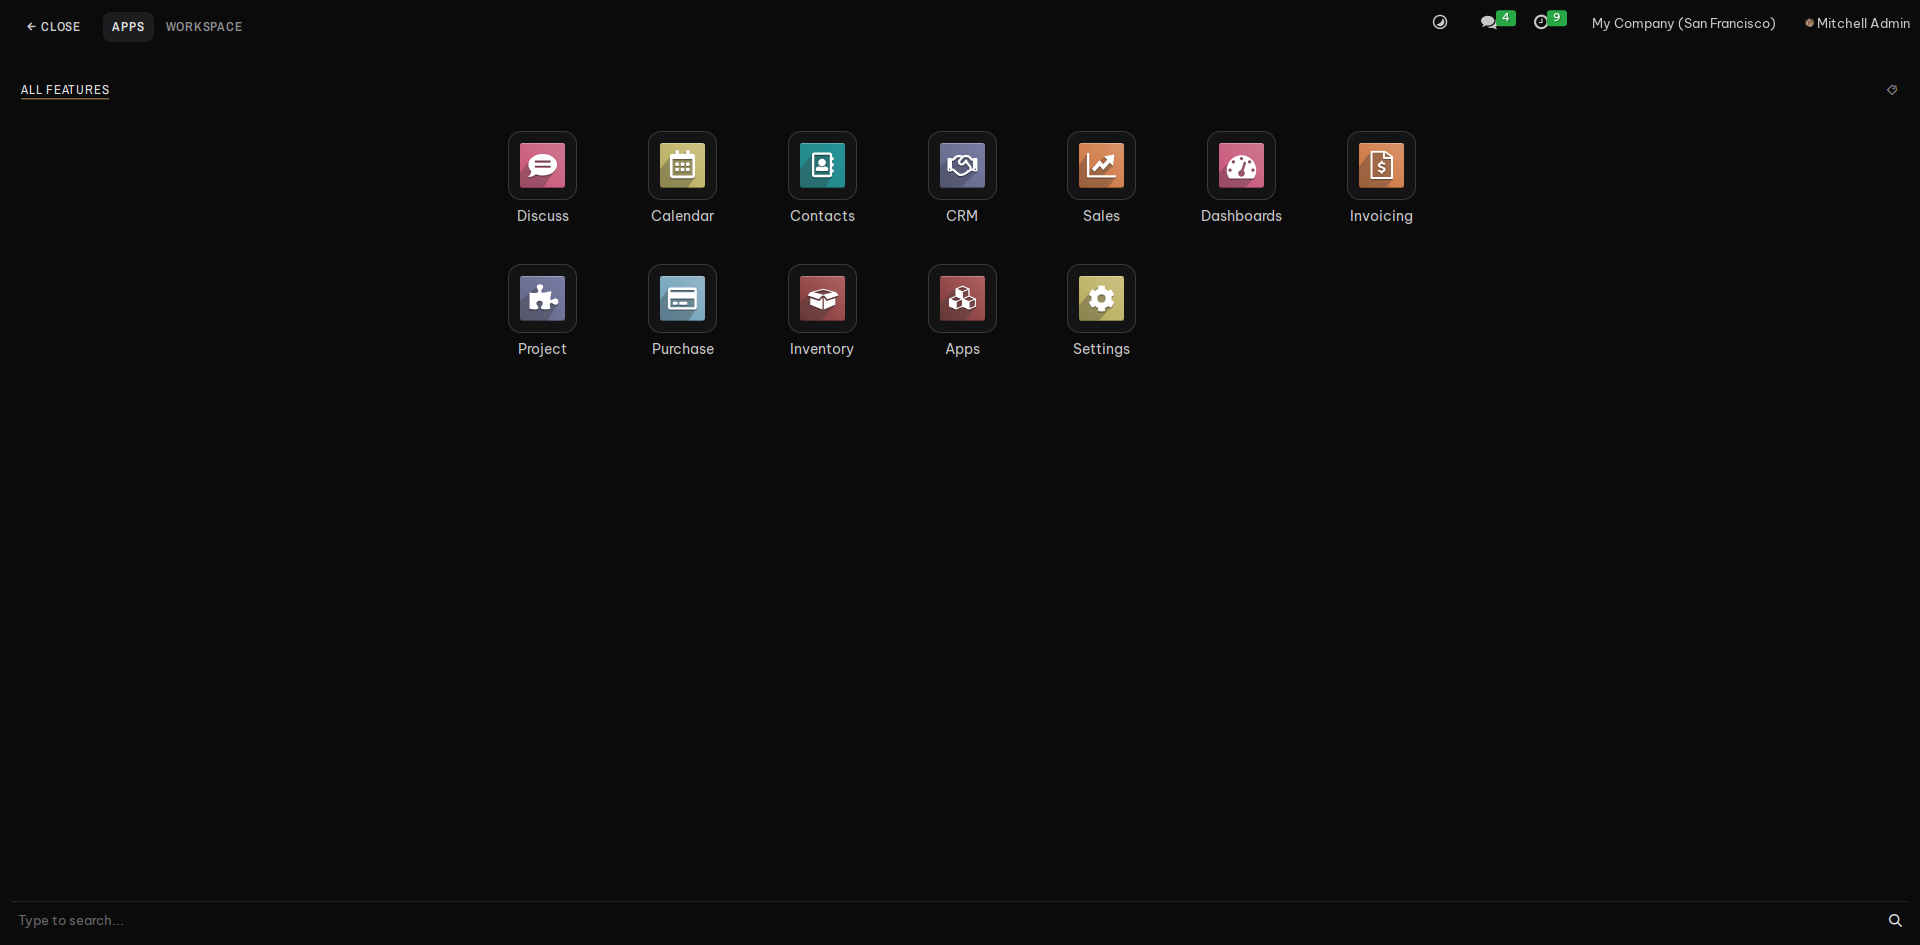 CLOSE APPS WORKSPACE 4 9 My Company (San Francisco) Mitchell Admin
ALL FEATURES
Discuss Calendar Contacts CRM Sales Dashboards Invoicing
Project Purchase Inventory Apps Settings
Type to search...